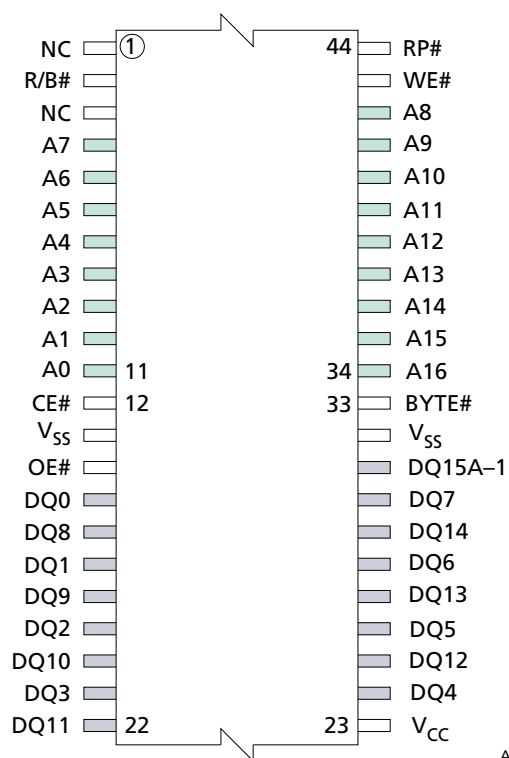 NC ① 44 RP#
R/B# WE#
NC A8
A7 A9
A6 A10
A5 A11
A4 A12
A3 A13
A2 A14
A1 A15
A0 11 34 A16
CE# 12 33 BYTE#
VSS VSS
OE# DQ15A–1
DQ0 DQ7
DQ8 DQ14
DQ1 DQ6
DQ9 DQ13
DQ2 DQ5
DQ10 DQ12
DQ3 DQ4
DQ11 22 23 VCC
A